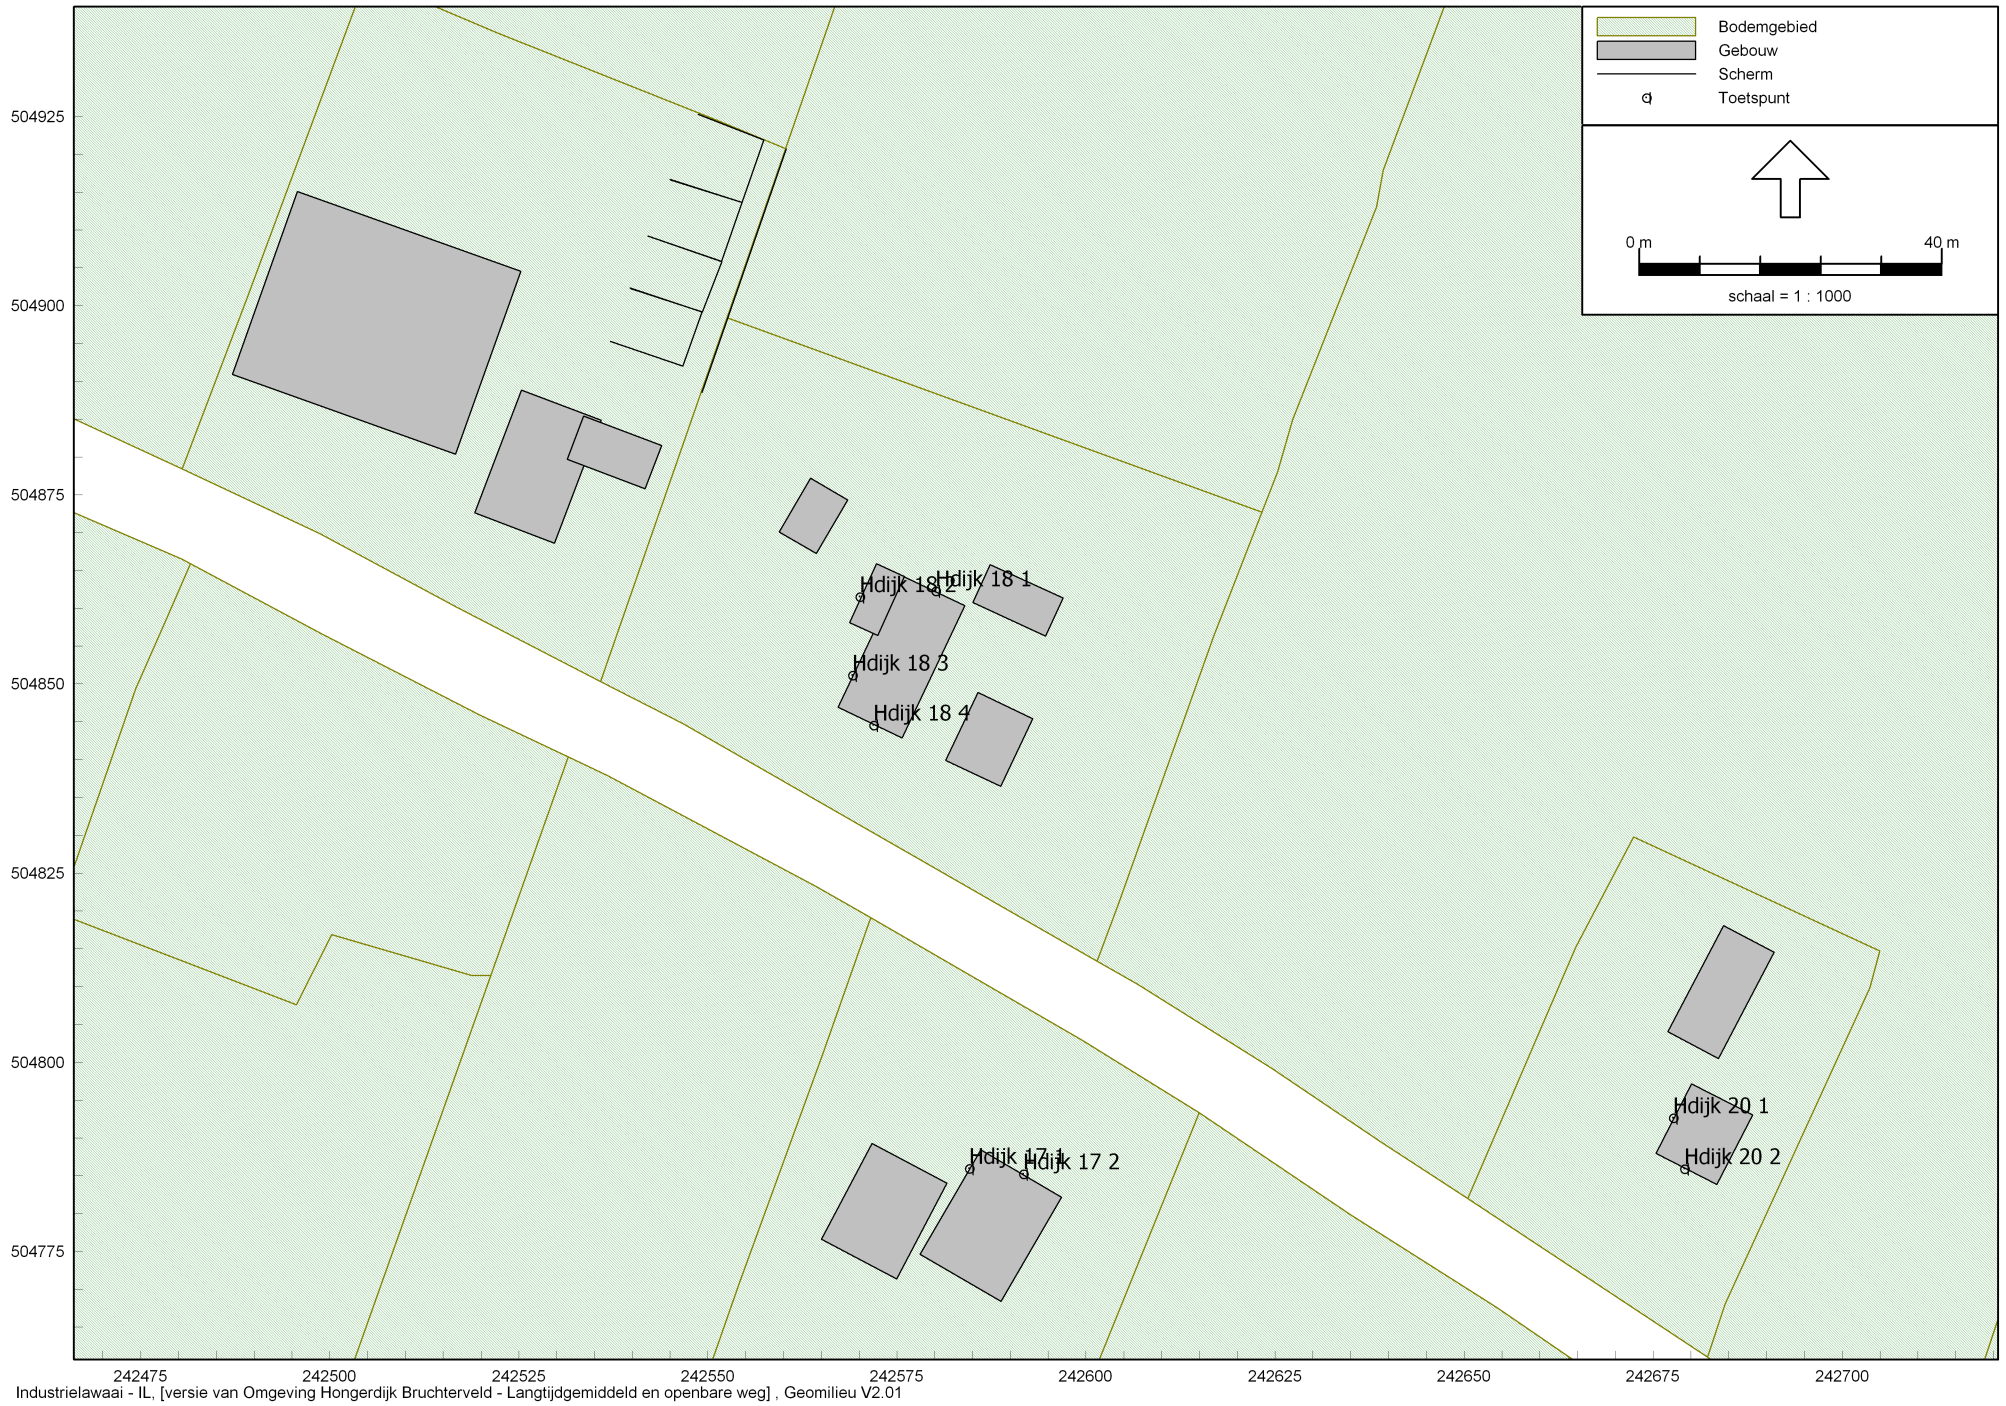 Bodemgebied
Gebouw
Scherm
Toetspunt
0 m 40 m
schaal = 1 : 1000
504925
504900
504875
504850
504825
504800
504775
Hdijk 18 1
Hdijk 18 2
Hdijk 18 3
Hdijk 18 4
Hdijk 20 1
Hdijk 20 2
Hdijk 17 1
Hdijk 17 2
242475 242500 242525 242550 242575 242600 242625 242650 242675 242700
Industrielawaai - IL, [versie van Omgeving Hongerdijk Bruchterveld - Langtijdgemiddeld en openbare weg] , Geomilieu V2.01